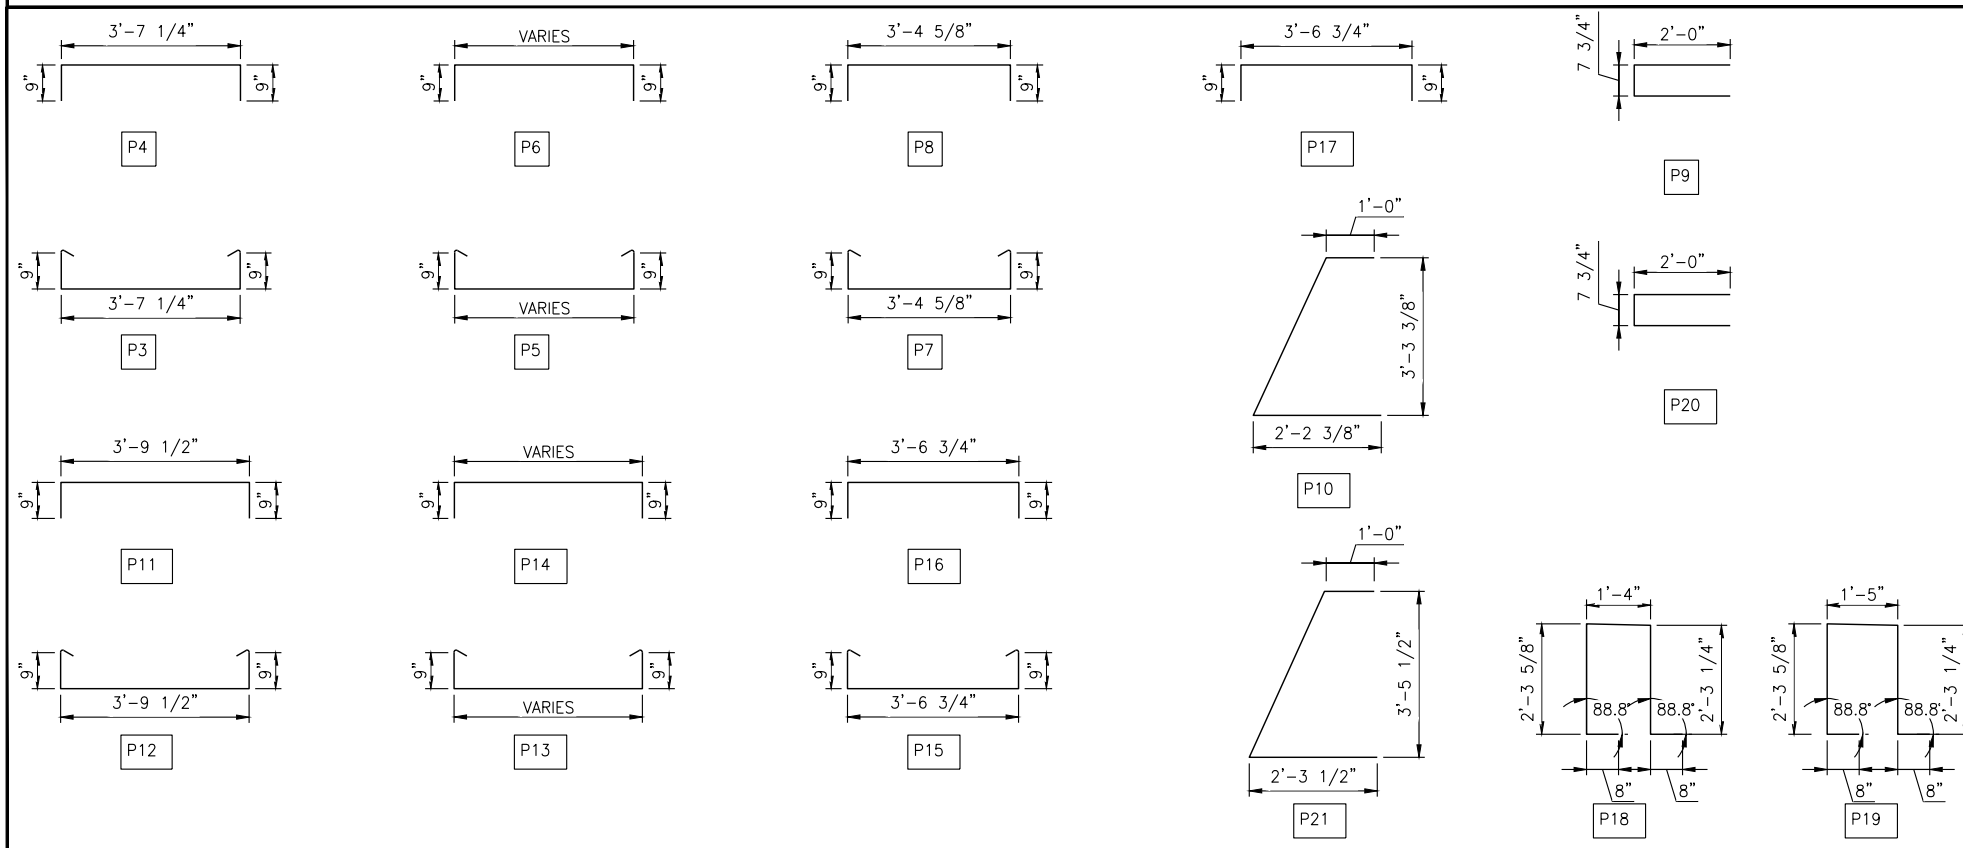 3'-7 1/4"
9"
9"
P4
VARIES
9"
9"
P6
3'-4 5/8"
9"
9"
P8
3'-6 3/4"
9"
9"
P17
7 3/4"
2'-0"
P9
9"
9"
3'-7 1/4"
P3
9"
9"
VARIES
P5
9"
9"
3'-4 5/8"
P7
1'-0"
3'-3 3/8"
2'-2 3/8"
P10
7 3/4"
2'-0"
P20
3'-9 1/2"
9"
9"
P11
VARIES
9"
9"
P14
3'-6 3/4"
9"
9"
P16
9"
9"
3'-9 1/2"
P12
9"
9"
VARIES
P13
9"
9"
3'-6 3/4"
P15
1'-0"
3'-5 1/2"
2'-3 1/2"
P21
1'-4"
2'-3 5/8"
88.8°
88.8°
2'-3 1/4"
8"
8"
P18
1'-5"
2'-3 5/8"
88.8°
88.8°
2'-3 1/4"
8"
8"
P19